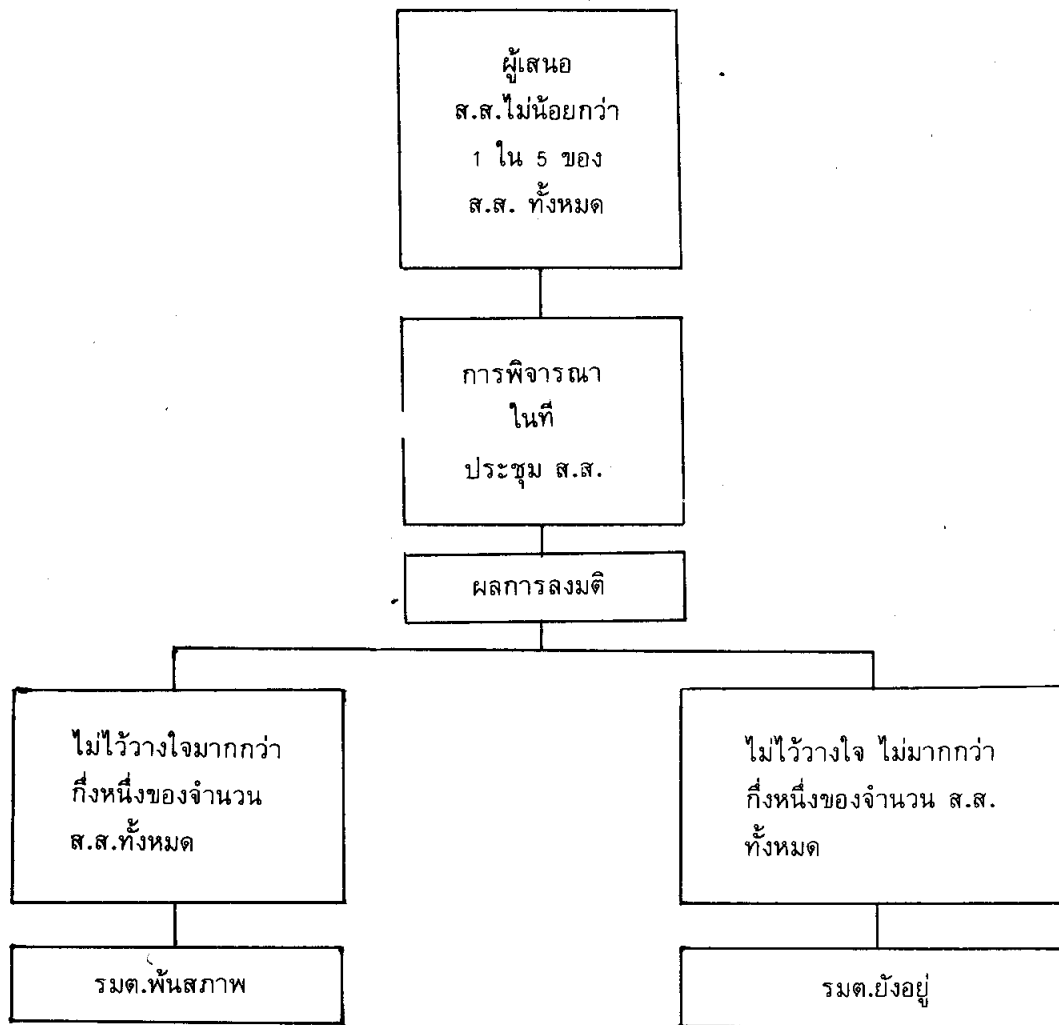 ผู้เสนอ
ส.ส.ไม่น้อยกว่า
1 ใน 5 ของ
ส.ส. ทั้งหมด
การพิจารณา
ในที่
ประชุม ส.ส.
ผลการลงมติ
ไม่ไว้วางใจมากกว่า
กึ่งหนึ่งของจำนวน
ส.ส.ทั้งหมด
ไม่ไว้วางใจ ไม่มากกว่า
กึ่งหนึ่งของจำนวน ส.ส.
ทั้งหมด
รมต.พ้นสภาพ
รมต.ยังอยู่